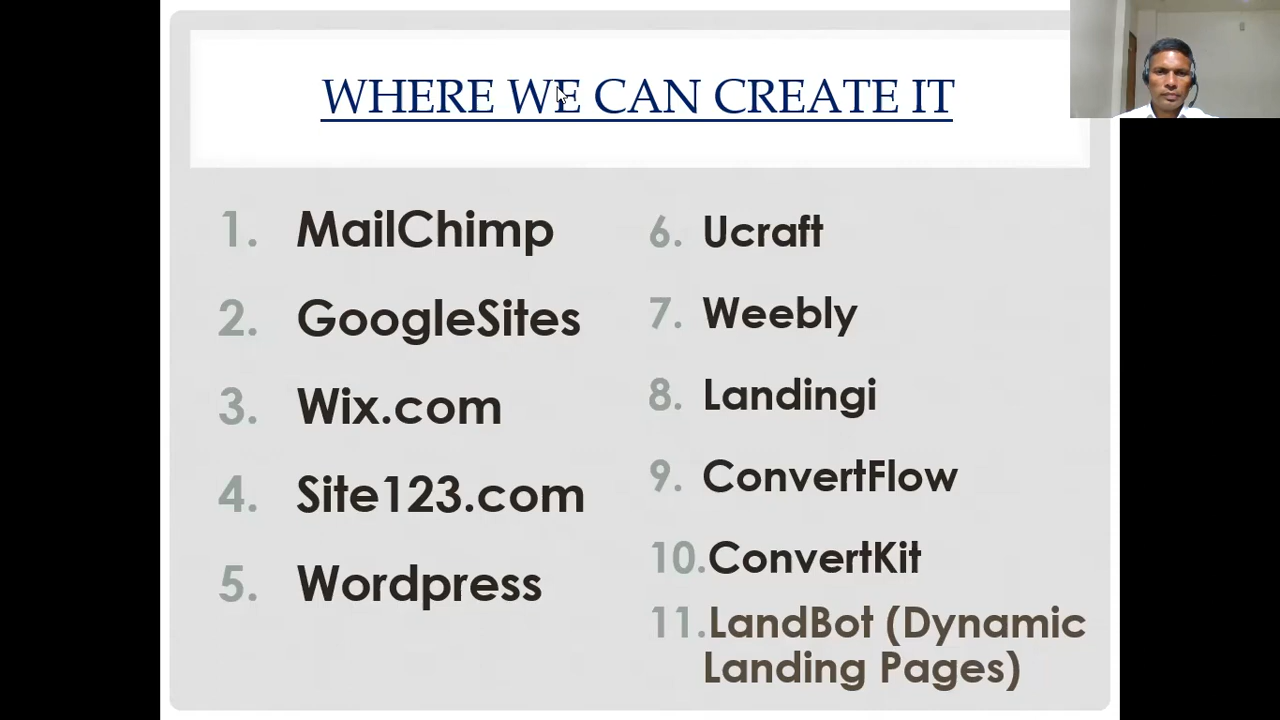 WHERE WE CAN CREATE IT
1. MailChimp
2. GoogleSites
3. Wix.com
4. Site123.com
5. Wordpress
6. Ucraft
7. Weebly
8. Landingi
9. ConvertFlow
10.ConvertKit
11.LandBot (Dynamic
Landing Pages)